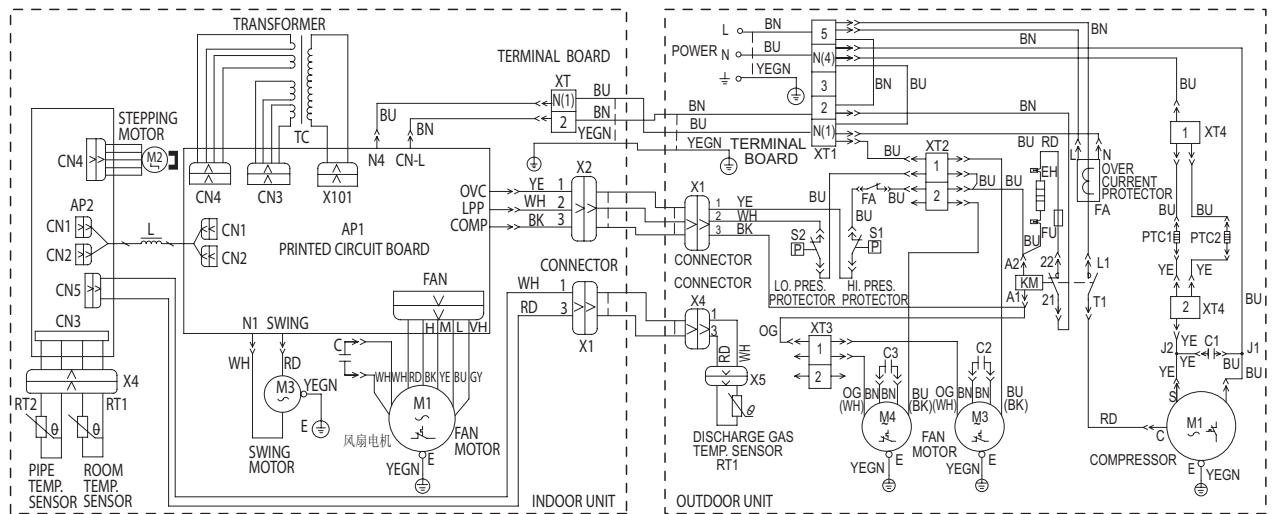 TRANSFORMER
TC
CN4
CN3
X101
STEPPING
MOTOR
CN4
M2
AP2
CN1
CN2
L
CN1
CN2
CN5
CN3
X4
RT2
RT1
θ
θ
PIPE
TEMP.
SENSOR
ROOM
TEMP.
SENSOR
AP1
PRINTED CIRCUIT BOARD
N4
CN-L
BU
BN
OVC
LPP
COMP
YE 1
WH 2
BK 3
X2
FAN
H M L VH
N1 SWING
WH
RD
M3
YEGN
E
SWING
MOTOR
C
WH WH RD BK YE BU GY
M1
风扇电机
FAN
MOTOR
E
YEGN
TERMINAL BOARD
XT
N(1)
2
BU
BN
YEGN
CONNECTOR
WH 1
RD 3
X1
INDOOR UNIT
L
POWER N
BN
BU
YEGN
5
N(4)
3
2
N(1)
XT1
BN
BU
YEGN
TERMINAL
BOARD
BN
BU
BN
BN
BU
BU
X1
1 YE
2 WH
3 BK
CONNECTOR
CONNECTOR
X4
1
3
RD
WH
X5
θ
DISCHARGE GAS
TEMP. SENSOR
RT1
BU
BU
XT2
1
2
FA
BU
BU
BU
BU
S2
P
S1
P
LO. PRES.
PROTECTOR
HI. PRES.
PROTECTOR
BU
RD
EH
FU
BU
A2
KM
A1
22
21
L1
T1
L
N
OVER
CURRENT
PROTECTOR
FA
OG
XT3
1
2
C3
C2
OG
(WH)
BN
BN
BU
(BK)
OG
(WH)
BN
BN
BU
(BK)
M4
M3
FAN
MOTOR
E
YEGN
E
YEGN
BU
1
XT4
BU
BU
PTC1
PTC2
YE
YE
2
XT4
YE
J2
YE
C1
J1
BU
BU
YE
S
M1
C
RD
COMPRESSOR
E
YEGN
OUTDOOR UNIT